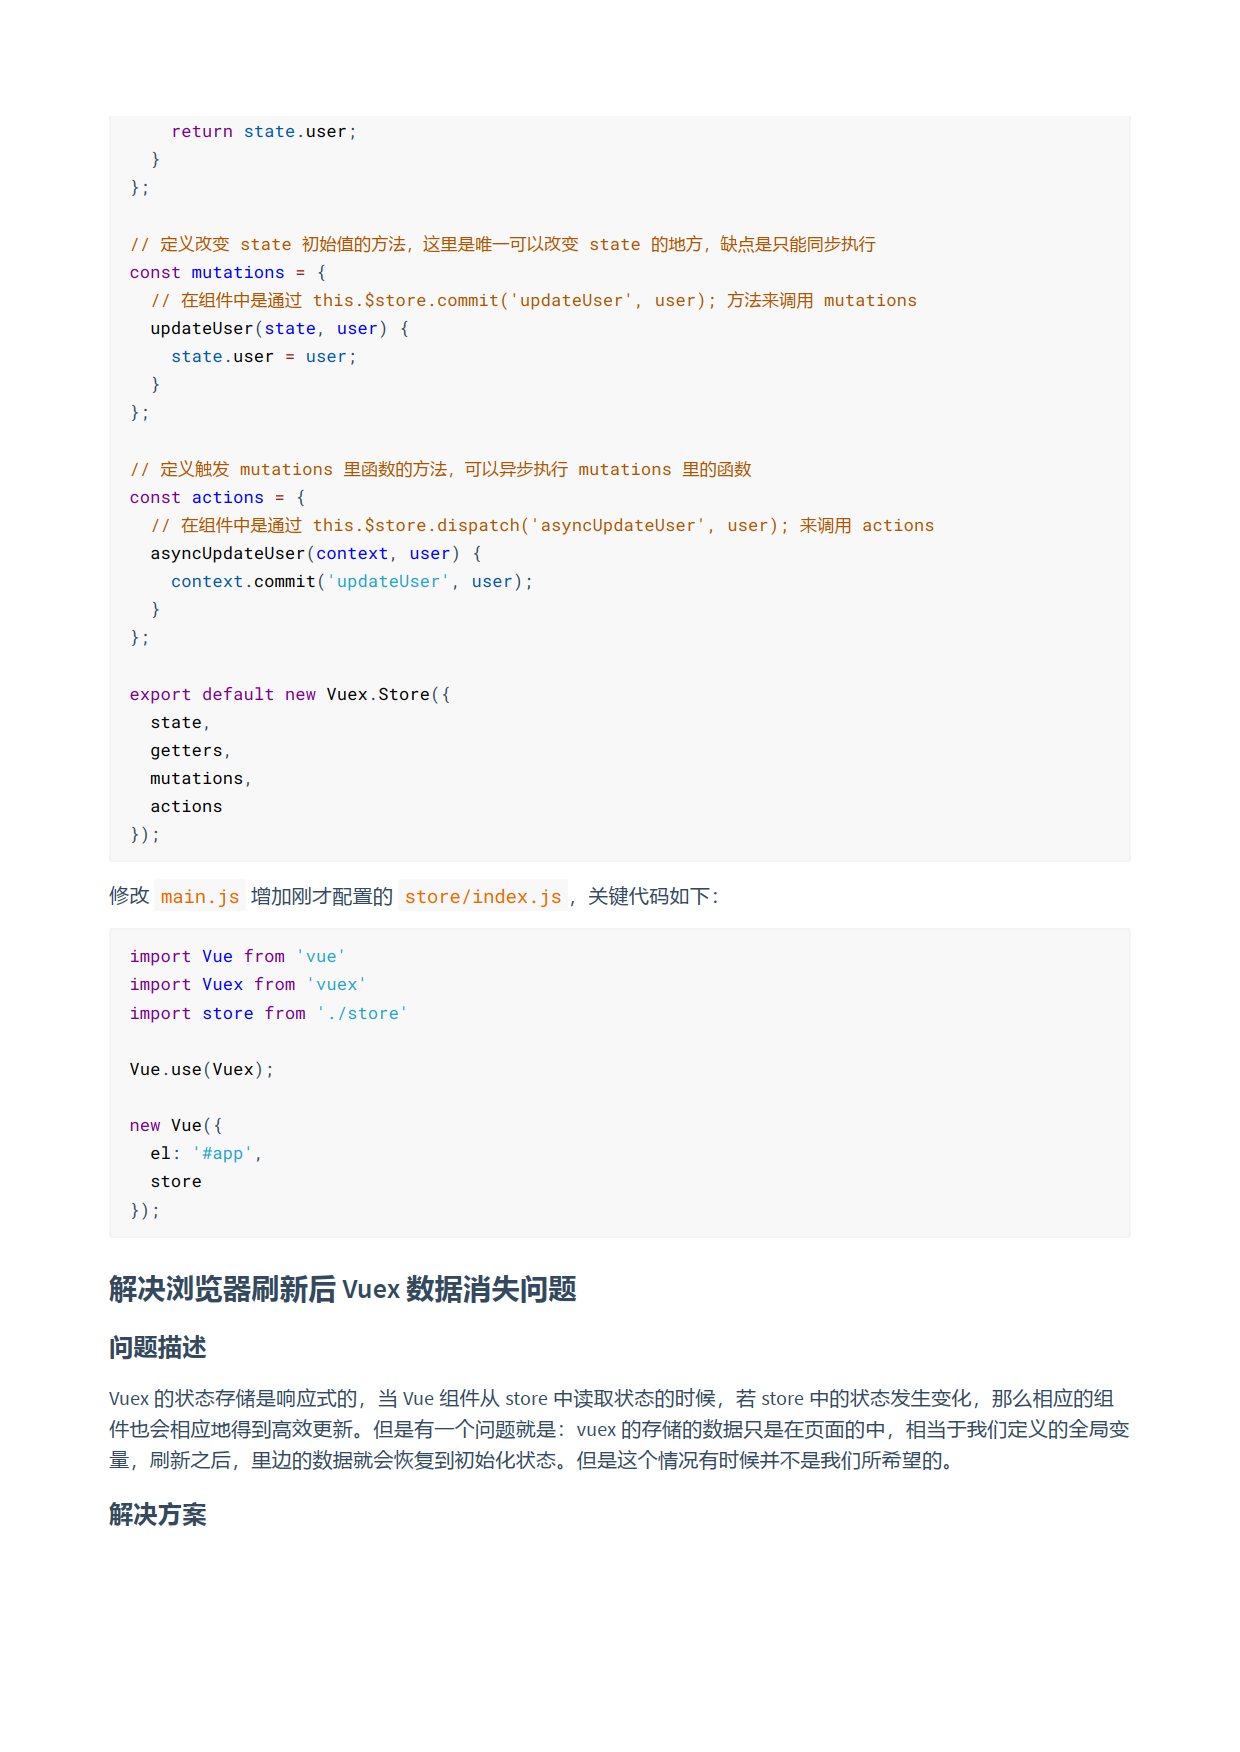 return state.user;
  }
};

// 定义改变 state 初始值的方法，这里是唯一可以改变 state 的地方，缺点是只能同步执行
const mutations = {
  // 在组件中是通过 this.$store.commit('updateUser', user); 方法来调用 mutations
  updateUser(state, user) {
    state.user = user;
  }
};

// 定义触发 mutations 里函数的方法，可以异步执行 mutations 里的函数
const actions = {
  // 在组件中是通过 this.$store.dispatch('asyncUpdateUser', user); 来调用 actions
  asyncUpdateUser(context, user) {
    context.commit('updateUser', user);
  }
};

export default new Vuex.Store({
  state,
  getters,
  mutations,
  actions
});
修改 main.js 增加刚才配置的 store/index.js，关键代码如下：
import Vue from 'vue'
import Vuex from 'vuex'
import store from './store'

Vue.use(Vuex);

new Vue({
  el: '#app',
  store
});
解决浏览器刷新后 Vuex 数据消失问题
问题描述
Vuex 的状态存储是响应式的，当 Vue 组件从 store 中读取状态的时候，若 store 中的状态发生变化，那么相应的组
件也会相应地得到高效更新。但是有一个问题就是：vuex 的存储的数据只是在页面的中，相当于我们定义的全局变
量，刷新之后，里边的数据就会恢复到初始化状态。但是这个情况有时候并不是我们所希望的。
解决方案